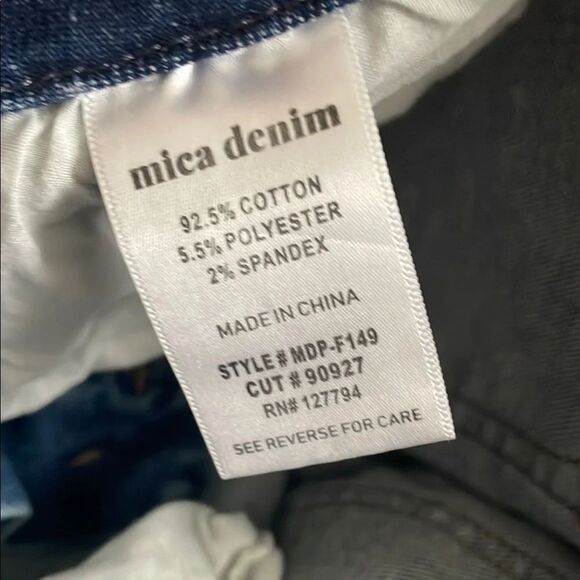 mica denim
92.5% COTTON
5.5% POLYESTER
2% SPANDEX
MADE IN CHINA
STYLE # MDP-F149
CUT # 90927
RN# 127794
SEE REVERSE FOR CARE